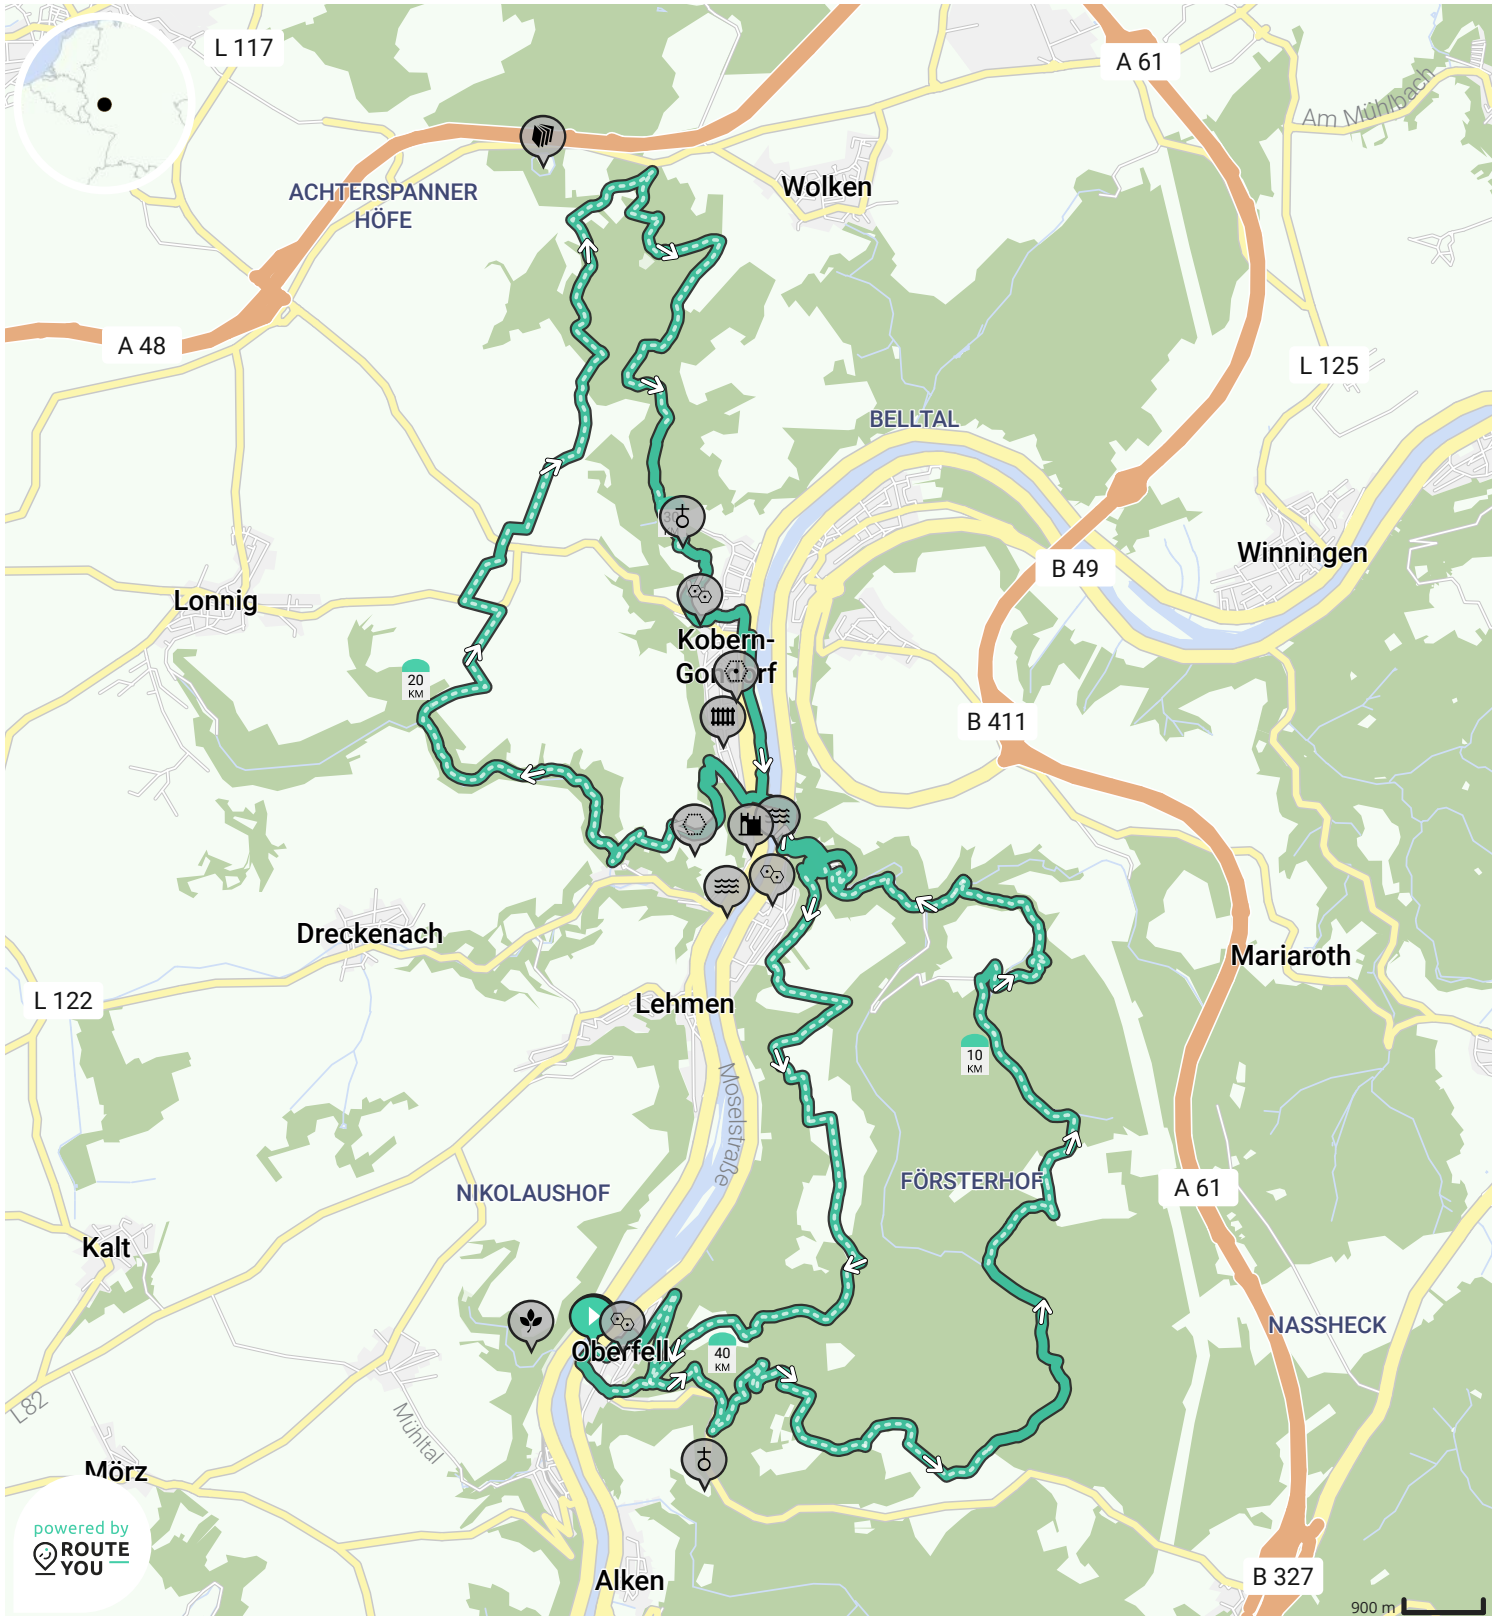 L 117
A 61
Am Mühlbach
ACHTERSPANNER
HÖFE
Wolken
A 48
L 125
BELLTAL
30
Winningen
B 49
Lonnig
Kobern-
Gondorf
20
KM
B 411
Dreckenach
Mariaroth
L 122
Lehmen
10
KM
Moselstraße
NIKOLAUSHOF
FÖRSTERHOF
A 61
Kalt
NASSHECK
Oberfell
40
KM
L82
Mühltal
Mörz
powered by
ROUTE
YOU
Alken
B 327
900 m